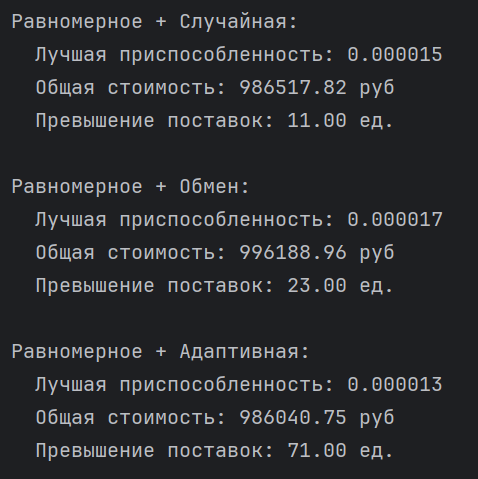 Равномерное + Случайная:
Лучшая приспособленность: 0.000015
Общая стоимость: 986517.82 руб
Превышение поставок: 11.00 ед.
Равномерное + Обмен:
Лучшая приспособленность: 0.000017
Общая стоимость: 996188.96 руб
Превышение поставок: 23.00 ед.
Равномерное + Адаптивная:
Лучшая приспособленность: 0.000013
Общая стоимость: 986040.75 руб
Превышение поставок: 71.00 ед.